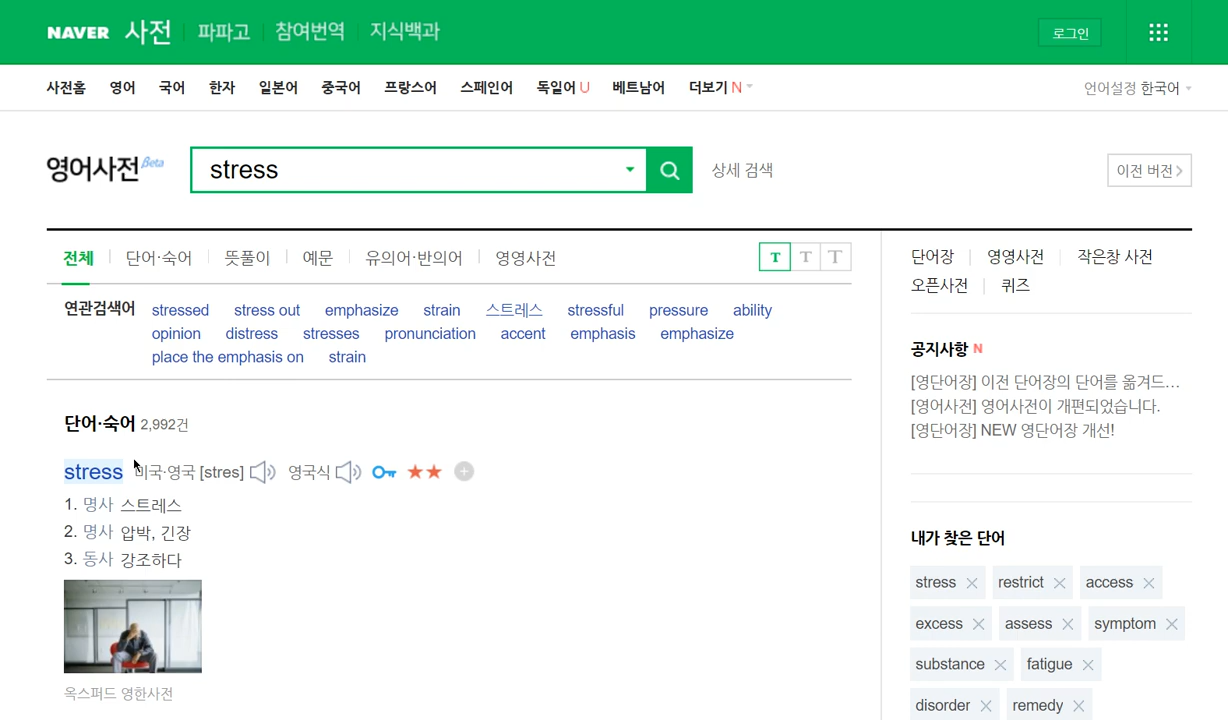 NAVER 사전 파파고 참여번역 지식백과 로그인
사전홈 영어 국어 한자 일본어 중국어 프랑스어 스페인어 독일어 U 베트남어 더보기 N 언어설정 한국어
영어사전 Beta stress 상세 검색 이전 버전
전체 단어·숙어 뜻풀이 예문 유의어·반의어 영영사전 T T T
연관검색어 stressed stress out emphasize strain 스트레스 stressful pressure ability
opinion distress stresses pronunciation accent emphasis emphasize
place the emphasis on strain
단어·숙어 2,992건
stress 미국·영국 [stres] 영국식
1. 명사 스트레스
2. 명사 압박, 긴장
3. 동사 강조하다
옥스퍼드 영한사전
단어장 영영사전 작은창 사전
오픈사전 퀴즈
공지사항 N
[영단어장] 이전 단어장의 단어를 옮겨드…
[영어사전] 영어사전이 개편되었습니다.
[영단어장] NEW 영단어장 개선!
내가 찾은 단어
stress restrict access
excess assess symptom
substance fatigue
disorder remedy